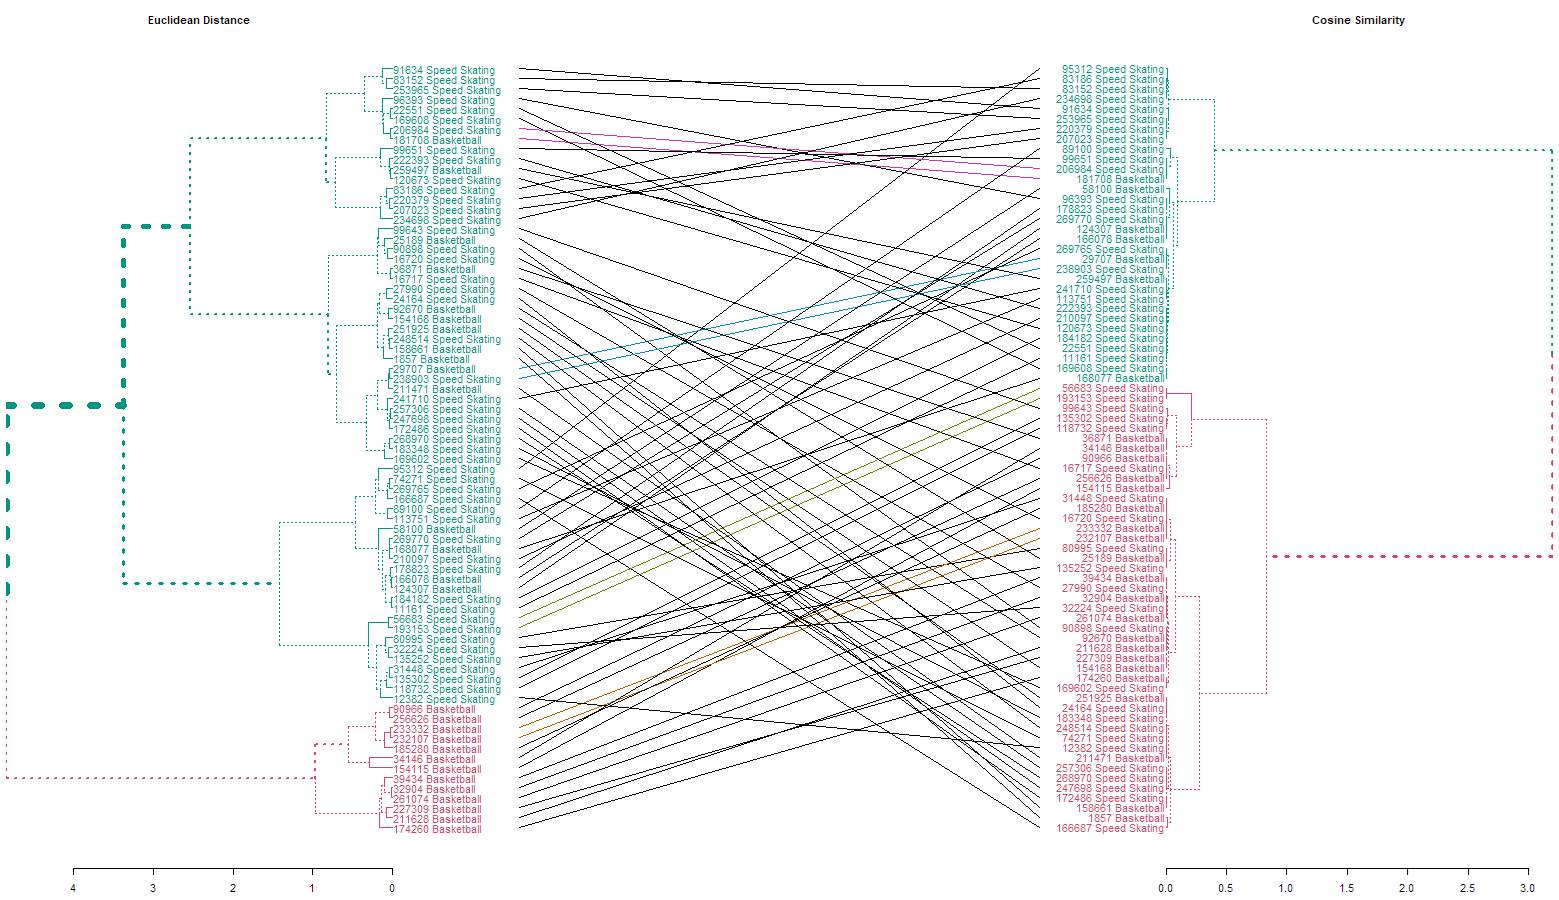 Euclidean Distance
Cosine Similarity
91634 Speed Skating
83152 Speed Skating
253965 Speed Skating
96393 Speed Skating
22551 Speed Skating
169608 Speed Skating
206984 Speed Skating
181708 Basketball
99651 Speed Skating
222393 Speed Skating
259497 Basketball
120673 Speed Skating
83186 Speed Skating
220379 Speed Skating
207023 Speed Skating
234698 Speed Skating
99643 Speed Skating
25189 Basketball
90898 Speed Skating
16720 Speed Skating
36871 Basketball
16717 Speed Skating
27990 Speed Skating
24164 Speed Skating
92670 Basketball
154168 Basketball
251925 Basketball
248514 Speed Skating
158661 Basketball
1857 Basketball
29707 Basketball
238903 Speed Skating
211471 Basketball
241710 Speed Skating
257306 Speed Skating
247698 Speed Skating
172486 Speed Skating
268970 Speed Skating
183348 Speed Skating
169602 Speed Skating
95312 Speed Skating
74271 Speed Skating
269765 Speed Skating
166687 Speed Skating
89100 Speed Skating
113751 Speed Skating
58100 Basketball
269770 Speed Skating
168077 Basketball
210097 Speed Skating
178823 Speed Skating
166078 Basketball
124307 Basketball
184182 Speed Skating
11161 Speed Skating
56683 Speed Skating
193153 Speed Skating
80995 Speed Skating
32224 Speed Skating
135252 Speed Skating
31448 Speed Skating
135302 Speed Skating
118732 Speed Skating
12382 Speed Skating
90966 Basketball
256626 Basketball
233332 Basketball
232107 Basketball
185280 Basketball
34146 Basketball
154115 Basketball
39434 Basketball
32904 Basketball
261074 Basketball
227309 Basketball
211628 Basketball
174260 Basketball
4 3 2 1 0
95312 Speed Skating
83186 Speed Skating
83152 Speed Skating
234698 Speed Skating
91634 Speed Skating
253965 Speed Skating
220379 Speed Skating
207023 Speed Skating
89100 Speed Skating
99651 Speed Skating
206984 Speed Skating
181708 Basketball
58100 Basketball
96393 Speed Skating
178823 Speed Skating
269770 Speed Skating
124307 Basketball
166078 Basketball
269765 Speed Skating
29707 Basketball
238903 Speed Skating
259497 Basketball
241710 Speed Skating
113751 Speed Skating
222393 Speed Skating
210097 Speed Skating
120673 Speed Skating
184182 Speed Skating
22551 Speed Skating
11161 Speed Skating
169608 Speed Skating
168077 Basketball
56683 Speed Skating
193153 Speed Skating
99643 Speed Skating
135302 Speed Skating
118732 Speed Skating
36871 Basketball
34146 Basketball
90966 Basketball
16717 Speed Skating
256626 Basketball
154115 Basketball
31448 Speed Skating
185280 Basketball
16720 Speed Skating
233332 Basketball
232107 Basketball
80995 Speed Skating
25189 Basketball
135252 Speed Skating
39434 Basketball
27990 Speed Skating
32904 Basketball
32224 Speed Skating
261074 Basketball
90898 Speed Skating
92670 Basketball
211628 Basketball
227309 Basketball
154168 Basketball
174260 Basketball
169602 Speed Skating
251925 Basketball
24164 Speed Skating
183348 Speed Skating
248514 Speed Skating
74271 Speed Skating
12382 Speed Skating
211471 Basketball
257306 Speed Skating
268970 Speed Skating
247698 Speed Skating
172486 Speed Skating
158661 Basketball
1857 Basketball
166687 Speed Skating
0.0 0.5 1.0 1.5 2.0 2.5 3.0